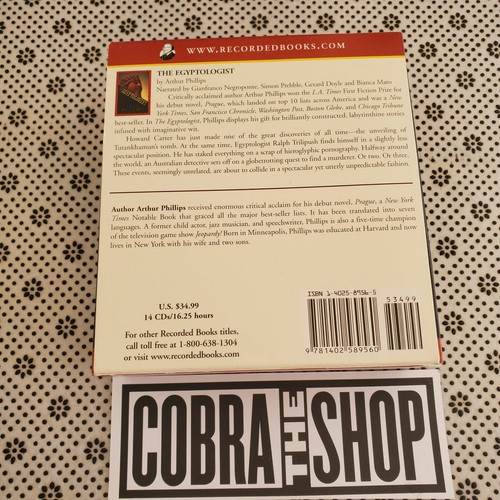 WWW.RECORDEDBOOKS.COM
THE EGYPTOLOGIST
by Arthur Phillips
Narrated by Gianfranco Negroponte, Simon Prebble, Gerard Doyle and Bianca Mato
Critically acclaimed author Arthur Phillips won the L.A. Times First Fiction Prize for
his debut novel, Prague, which landed on top 10 lists across America and was a New
York Times, San Francisco Chronicle, Washington Post, Boston Globe, and Chicago Tribune
best-seller. In The Egyptologist, Phillips displays his gift for brilliantly constructed, labyrinthine stories
infused with imaginative wit.
Howard Carter has just made one of the great discoveries of all time—the unveiling of
Tutankhamun's tomb. At the same time, Egyptologist Ralph Trilipush finds himself in a slightly less
spectacular position. He has staked everything on a scrap of hieroglyphic pornography. Halfway around
the world, an Australian detective sets off on a globetrotting quest to find a murderer. Or two. Or three.
These events, seemingly unrelated, are about to collide in a spectacular yet utterly unpredictable fashion.
Author Arthur Phillips received enormous critical acclaim for his debut novel, Prague, a New York
Times Notable Book that graced all the major best-seller lists. It has been translated into seven
languages. A former child actor, jazz musician, and speechwriter, Phillips is also a five-time champion
of the television game show Jeopardy! Born in Minneapolis, Phillips was educated at Harvard and now
lives in New York with his wife and two sons.
U.S. $34.99
14 CDs/16.25 hours
For other Recorded Books titles,
call toll free at 1-800-638-1304
or visit www.recordedbooks.com
ISBN 1-4025-8956-5
53499
9 781402 589560
COBRA THE SHOP